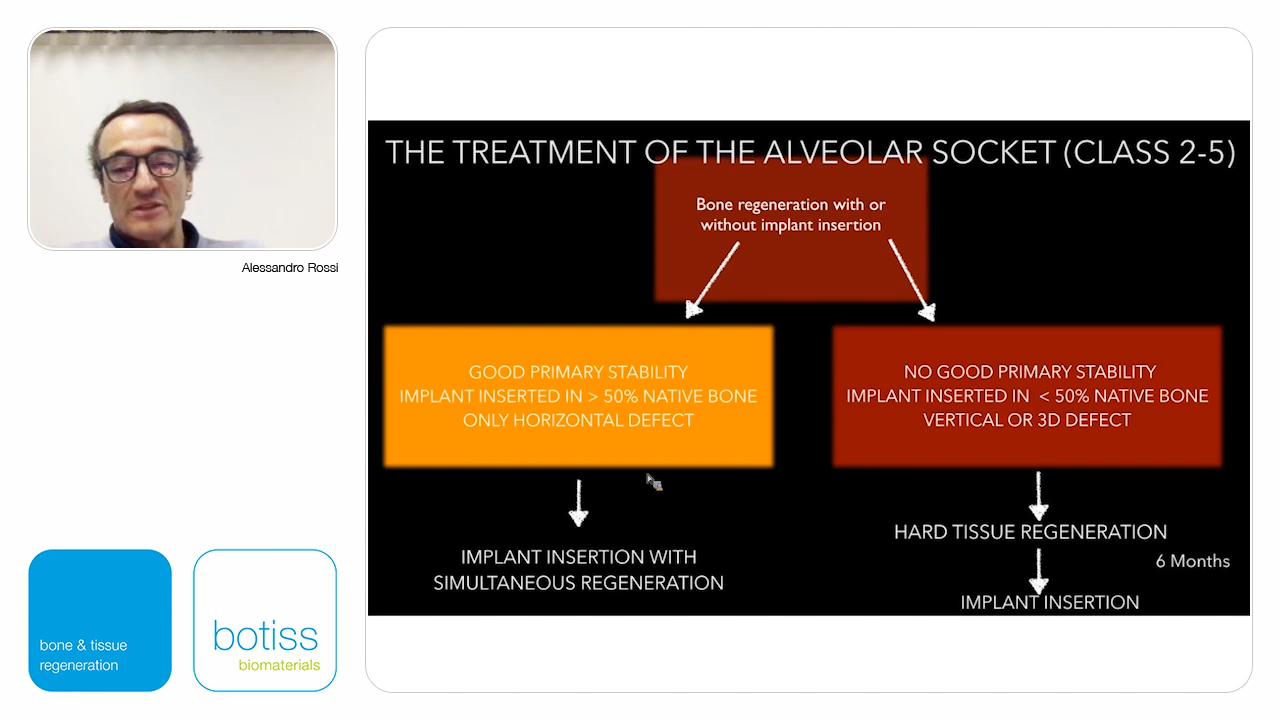 Alessandro Rossi
bone & tissue
regeneration
botiss
biomaterials
THE TREATMENT OF THE ALVEOLAR SOCKET (CLASS 2-5)
Bone regeneration with or
without implant insertion
GOOD PRIMARY STABILITY
IMPLANT INSERTED IN > 50% NATIVE BONE
ONLY HORIZONTAL DEFECT
IMPLANT INSERTION WITH
SIMULTANEOUS REGENERATION
NO GOOD PRIMARY STABILITY
IMPLANT INSERTED IN < 50% NATIVE BONE
VERTICAL OR 3D DEFECT
HARD TISSUE REGENERATION
6 Months
IMPLANT INSERTION